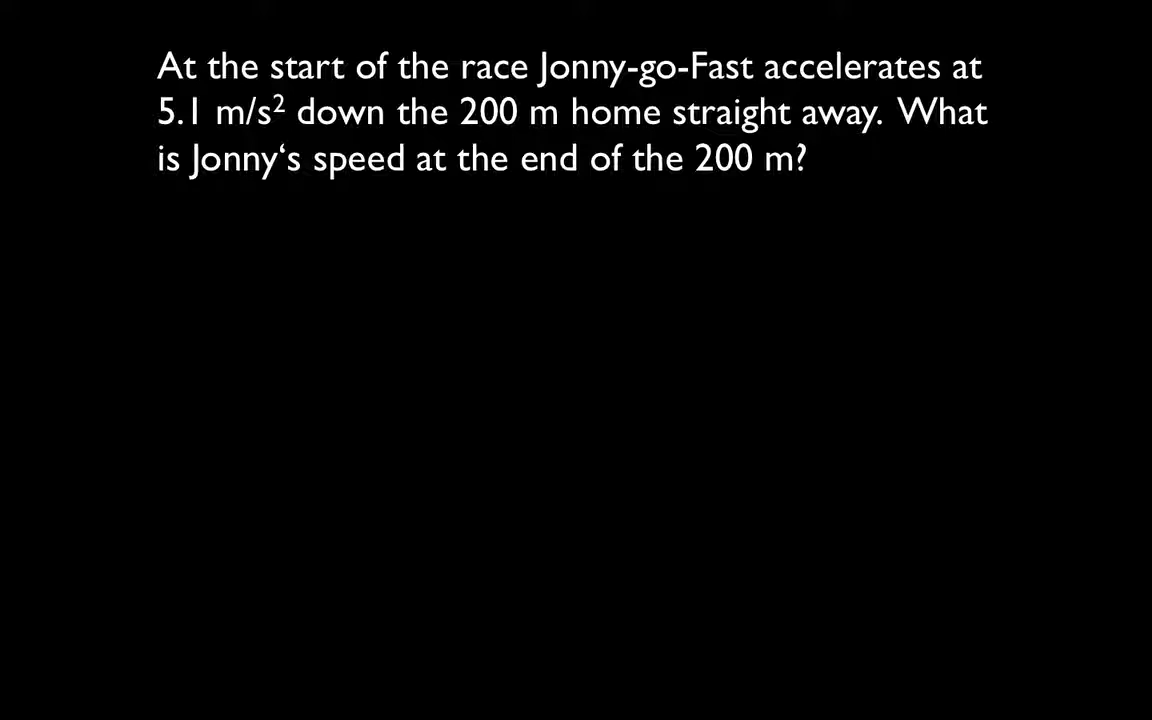 At the start of the race Jonny-go-Fast accelerates at
5.1 m/s² down the 200 m home straight away.  What
is Jonny‘s speed at the end of the 200 m?